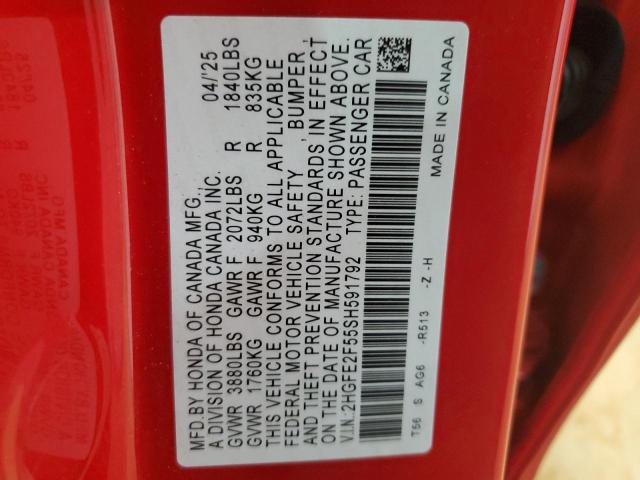 MFD.BY HONDA OF CANADA MFG., 04/'25
A DIVISION OF HONDA CANADA INC.
GVWR 3880LBS GAWR F 2072LBS R 1840LBS
GVWR 1760KG GAWR F 940KG R 835KG
THIS VEHICLE CONFORMS TO ALL APPLICABLE
FEDERAL MOTOR VEHICLE SAFETY , BUMPER ,
AND THEFT PREVENTION STANDARDS IN EFFECT
ON THE DATE OF MANUFACTURE SHOWN ABOVE.
V.I.N.:2HGFE2F55SH591792 TYPE: PASSENGER CAR
T56 S AG6 -R513 -Z -H
MADE IN CANADA